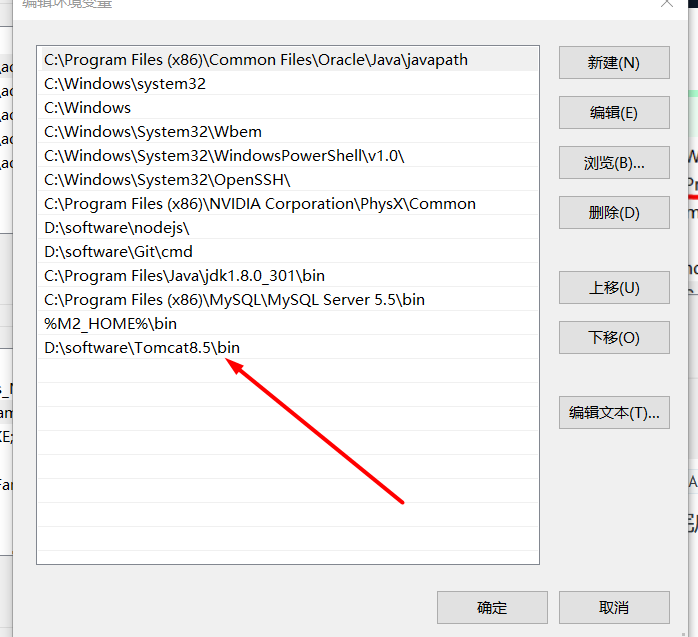 编辑环境变量
C:\Program Files (x86)\Common Files\Oracle\Java\javapath
C:\Windows\system32
C:\Windows
C:\Windows\System32\Wbem
C:\Windows\System32\WindowsPowerShell\v1.0\
C:\Windows\System32\OpenSSH\
C:\Program Files (x86)\NVIDIA Corporation\PhysX\Common
D:\software\nodejs\
D:\software\Git\cmd
C:\Program Files\Java\jdk1.8.0_301\bin
C:\Program Files (x86)\MySQL\MySQL Server 5.5\bin
%M2_HOME%\bin
D:\software\Tomcat8.5\bin
新建(N)
编辑(E)
浏览(B)...
删除(D)
上移(U)
下移(O)
编辑文本(T)...
确定
取消